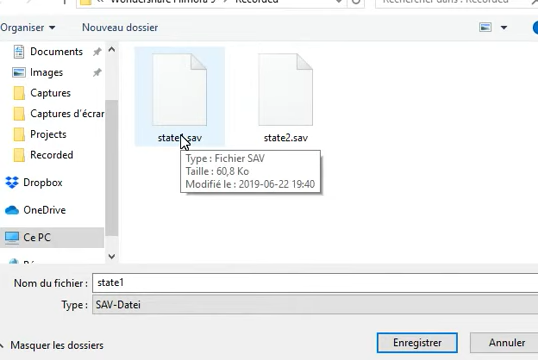 Wondershare Filmora 9
Recorded
Rechercher dans : Recorded
Organiser
Nouveau dossier
Documents
Images
Captures
Captures d'écrar
Projects
Recorded
Dropbox
OneDrive
Ce PC
state1.sav
state2.sav
Type : Fichier SAV
Taille : 60,8 Ko
Modifié le : 2019-06-22 19:40
Nom du fichier :
state1
Type :
SAV-Datei
Masquer les dossiers
Enregistrer
Annuler